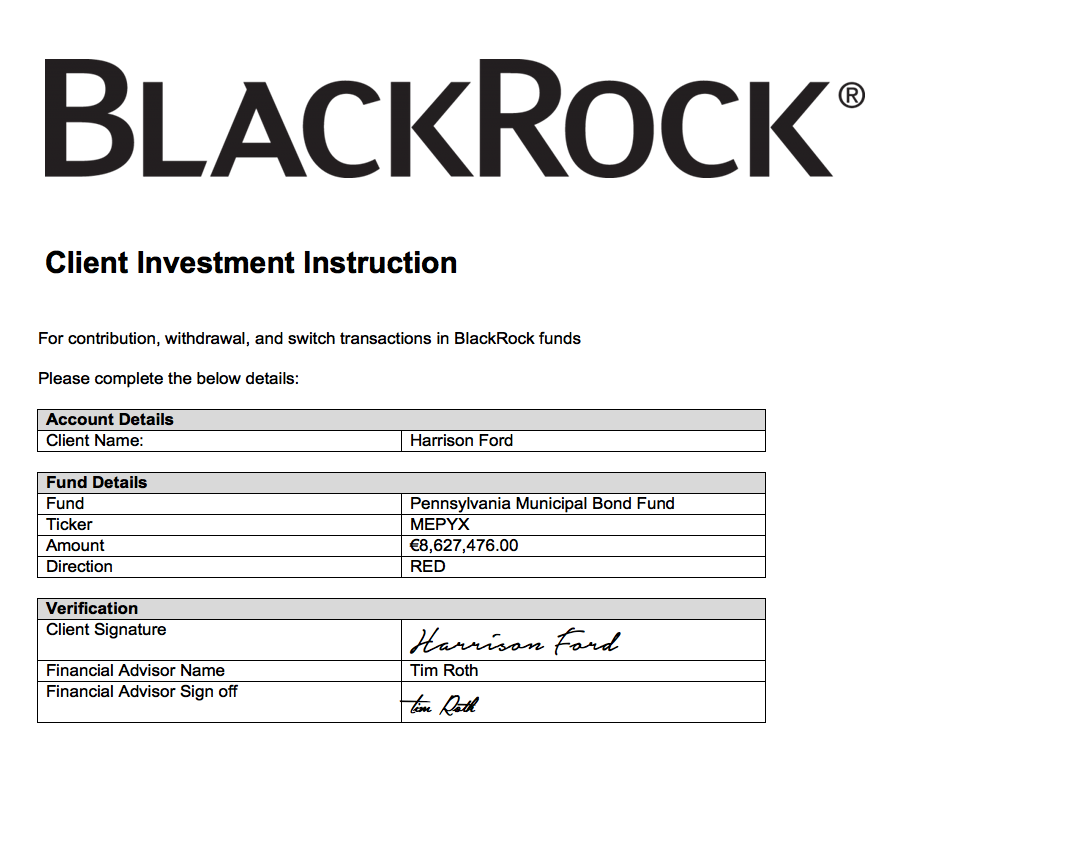 BLACKROCK®
Client Investment Instruction
For contribution, withdrawal, and switch transactions in BlackRock funds
Please complete the below details:
Account Details
Client Name: Harrison Ford
Fund Details
Fund Pennsylvania Municipal Bond Fund
Ticker MEPYX
Amount €8,627,476.00
Direction RED
Verification
Client Signature Harrison Ford
Financial Advisor Name Tim Roth
Financial Advisor Sign off Tim Roth